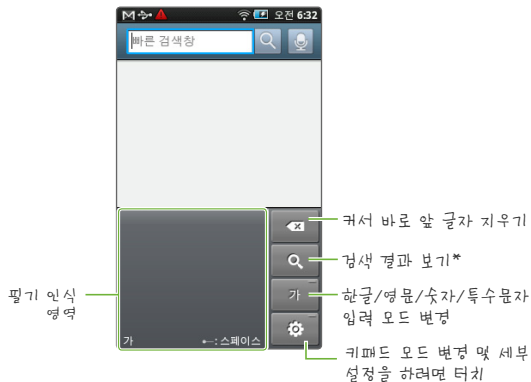 오전 6:32
빠른 검색창
커서 바로 앞 글자 지우기
검색 결과 보기*
가
한글/영문/숫자/특수문자
입력 모드 변경
필기 인식
영역
가
: 스페이스
키패드 모드 변경 및 세부
설정을 하려면 터치